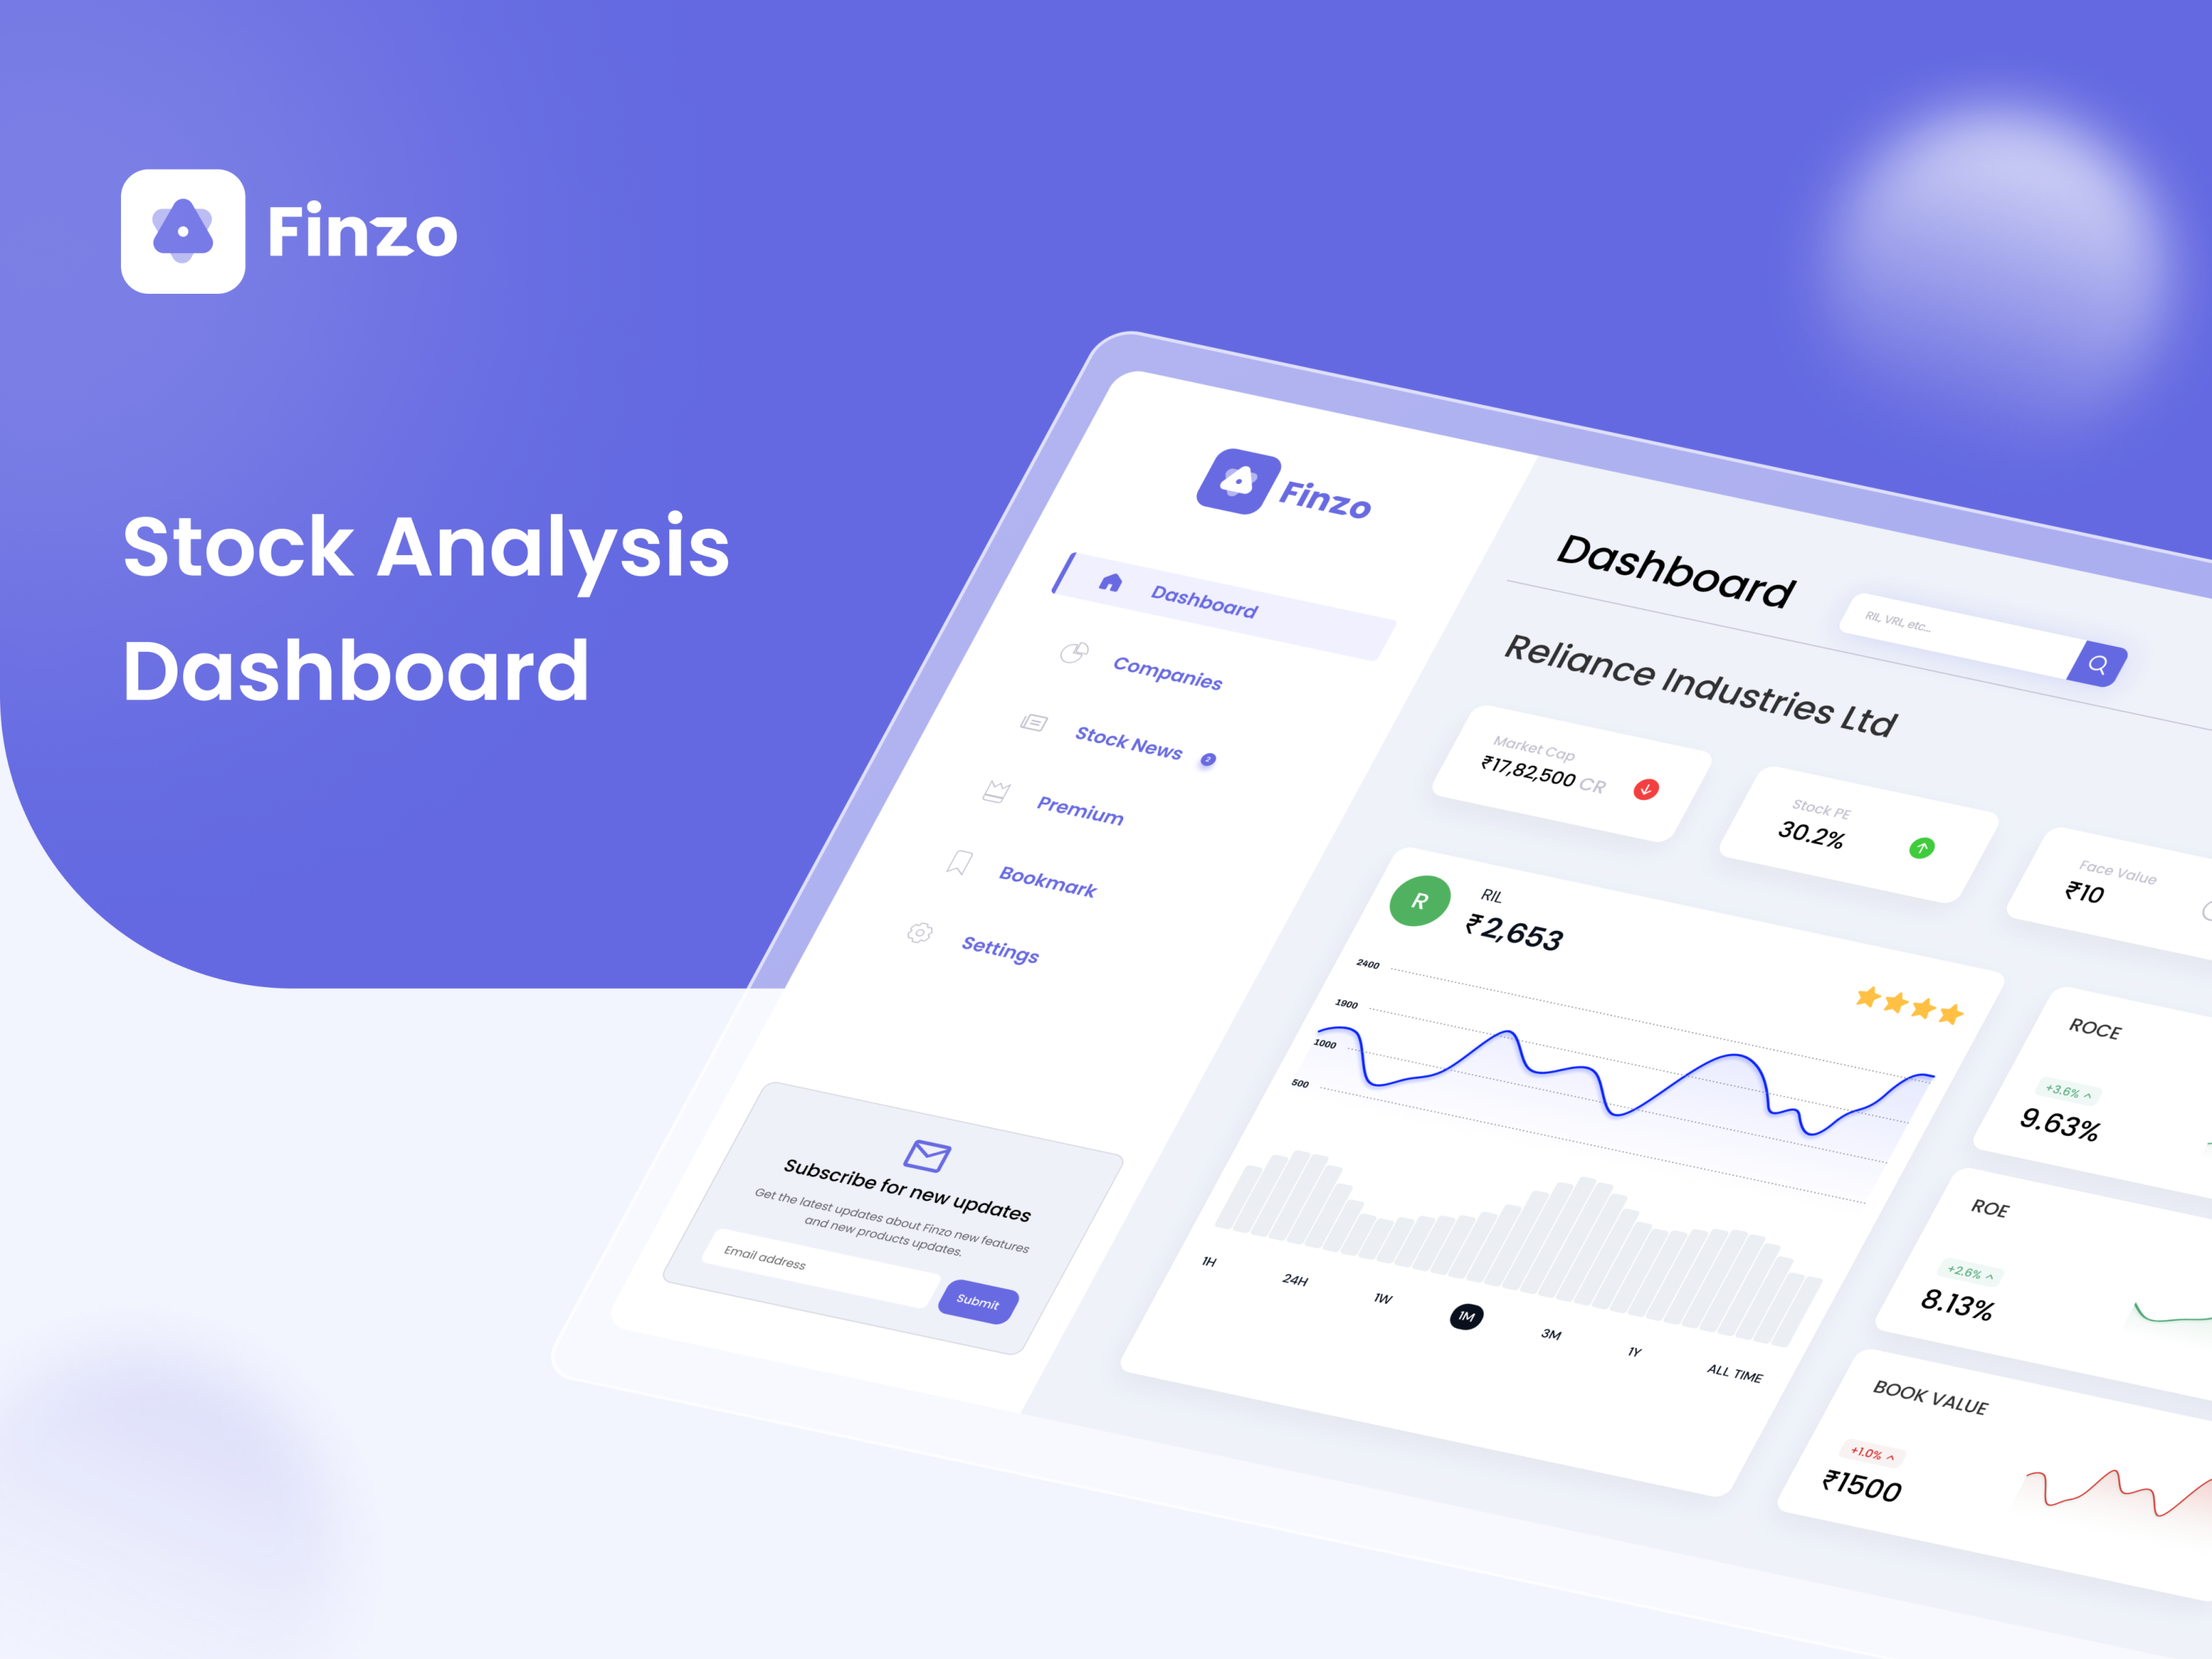 Finzo
Stock Analysis
Dashboard
Finzo
Dashboard
Companies
Stock News 2
Premium
Bookmark
Settings
Subscribe for new updates
Get the latest updates about Finzo new features
and new products updates.
Email address
Submit
Dashboard
RIL, VRL, etc...
Reliance Industries Ltd
Market Cap
₹17,82,500 CR
Stock PE
30.2%
Face Value
₹10
R
RIL
₹2,653
2400
1900
1000
500
1H
24H
1W
1M
3M
1Y
ALL TIME
ROCE
+3.6%
9.63%
ROE
+2.6%
8.13%
BOOK VALUE
+1.0%
₹1500